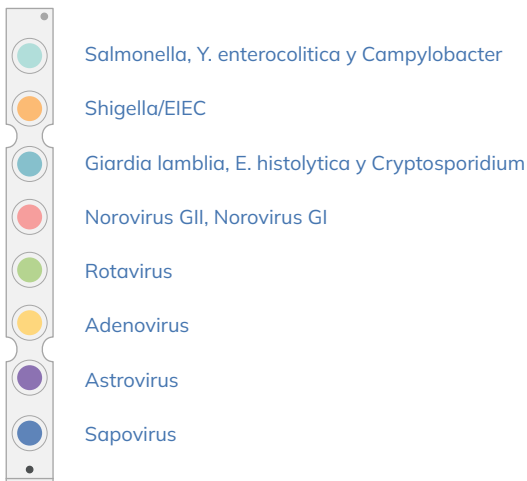 Salmonella, Y. enterocolitica y Campylobacter
Shigella/EIEC
Giardia lamblia, E. histolytica y Cryptosporidium
Norovirus GII, Norovirus GI
Rotavirus
Adenovirus
Astrovirus
Sapovirus